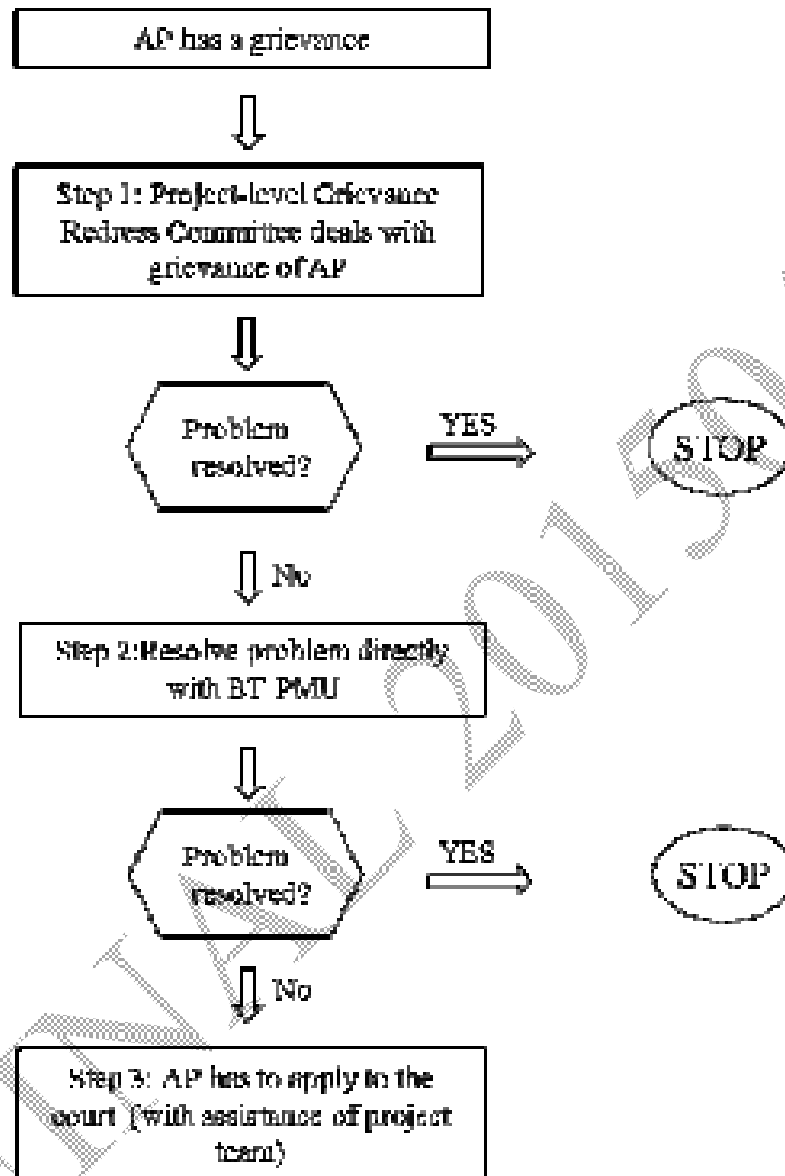 AP has a grievance
Step 1: Project-level Grievance
Redress Committee deals with
grievance of AP
Problem
resolved?
YES
STOP
No
Step 2:Resolve problem directly
with BT PMU
Problem
resolved?
YES
STOP
No
Step 3: AP has to apply to the
court (with assistance of project
team)